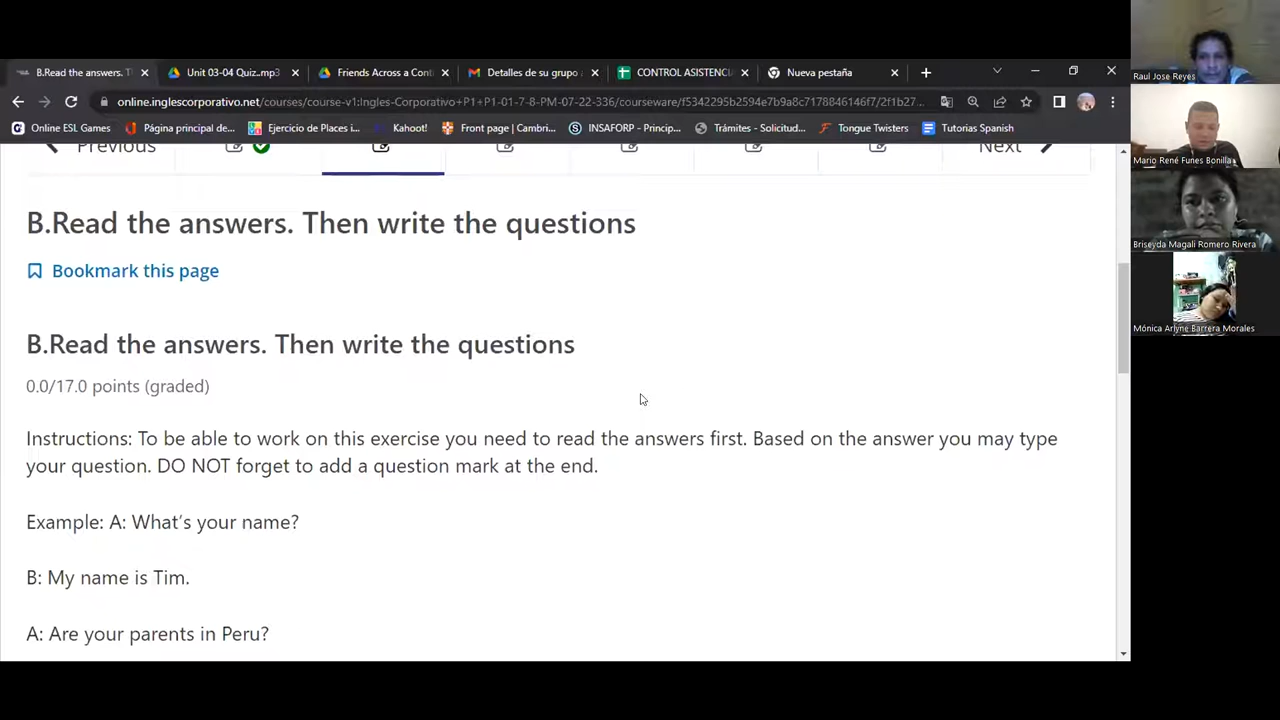 B.Read the answers. T
Unit 03-04 Quiz..mp3
Friends Across a Cont
Detalles de su grupo
CONTROL ASISTENCI
Nueva pestaña
online.inglescorporativo.net/courses/course-v1:Ingles-Corporativo+P1+P1-01-7-8-PM-07-22-336/courseware/f5342295b2594e7b9a8c7178846146f7/2f1b27...
Online ESL Games
Página principal de...
Ejercicio de Places i...
Kahoot!
Front page | Cambri...
INSAFORP - Princip...
Trámites - Solicitud...
Tongue Twisters
Tutorias Spanish
Previous
Next
B.Read the answers. Then write the questions
Bookmark this page
B.Read the answers. Then write the questions
0.0/17.0 points (graded)
Instructions: To be able to work on this exercise you need to read the answers first. Based on the answer you may type
your question. DO NOT forget to add a question mark at the end.
Example: A: What's your name?
B: My name is Tim.
A: Are your parents in Peru?
Raul Jose Reyes
Mario René Funes Bonilla
Briseyda Magali Romero Rivera
Mónica Arlyne Barrera Morales